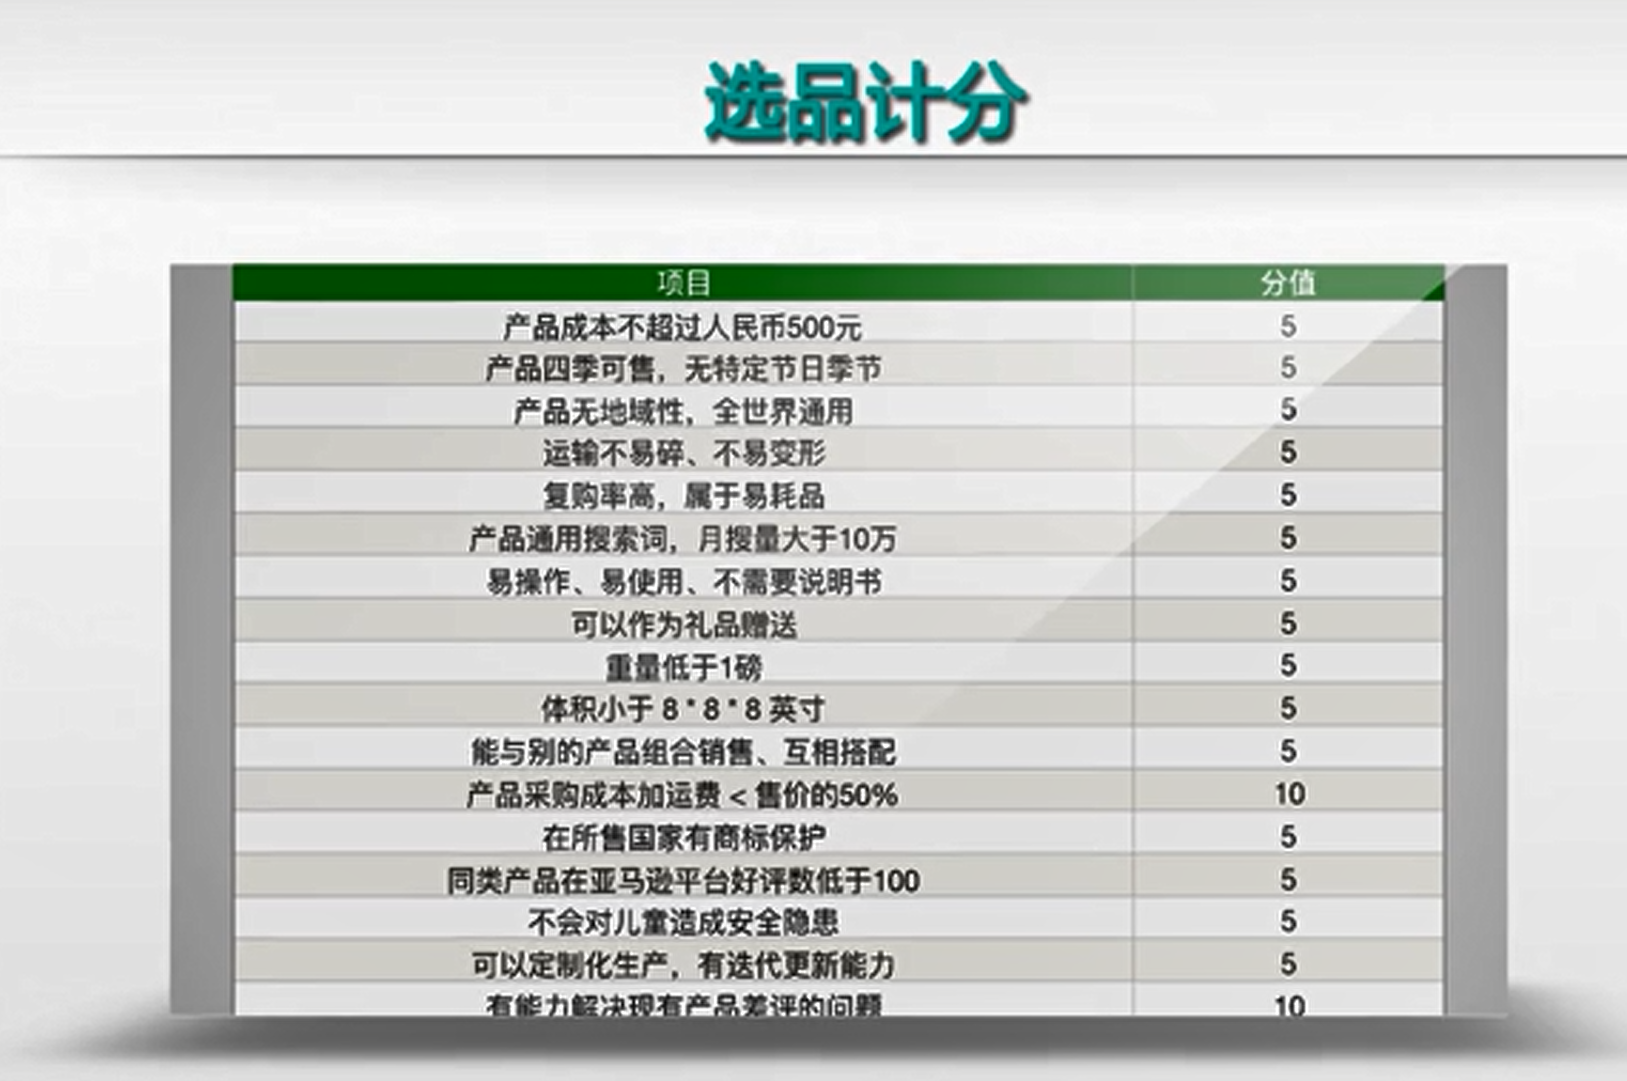 选品计分
项目 分值
产品成本不超过人民币500元 5
产品四季可售，无特定节日季节 5
产品无地域性，全世界通用 5
运输不易碎、不易变形 5
复购率高，属于易耗品 5
产品通用搜索词，月搜量大于10万 5
易操作、易使用、不需要说明书 5
可以作为礼品赠送 5
重量低于1磅 5
体积小于 8 * 8 * 8 英寸 5
能与别的产品组合销售、互相搭配 5
产品采购成本加运费 < 售价的50% 10
在所售国家有商标保护 5
同类产品在亚马逊平台好评数低于100 5
不会对儿童造成安全隐患 5
可以定制化生产，有迭代更新能力 5
有能力解决现有产品差评的问题 10